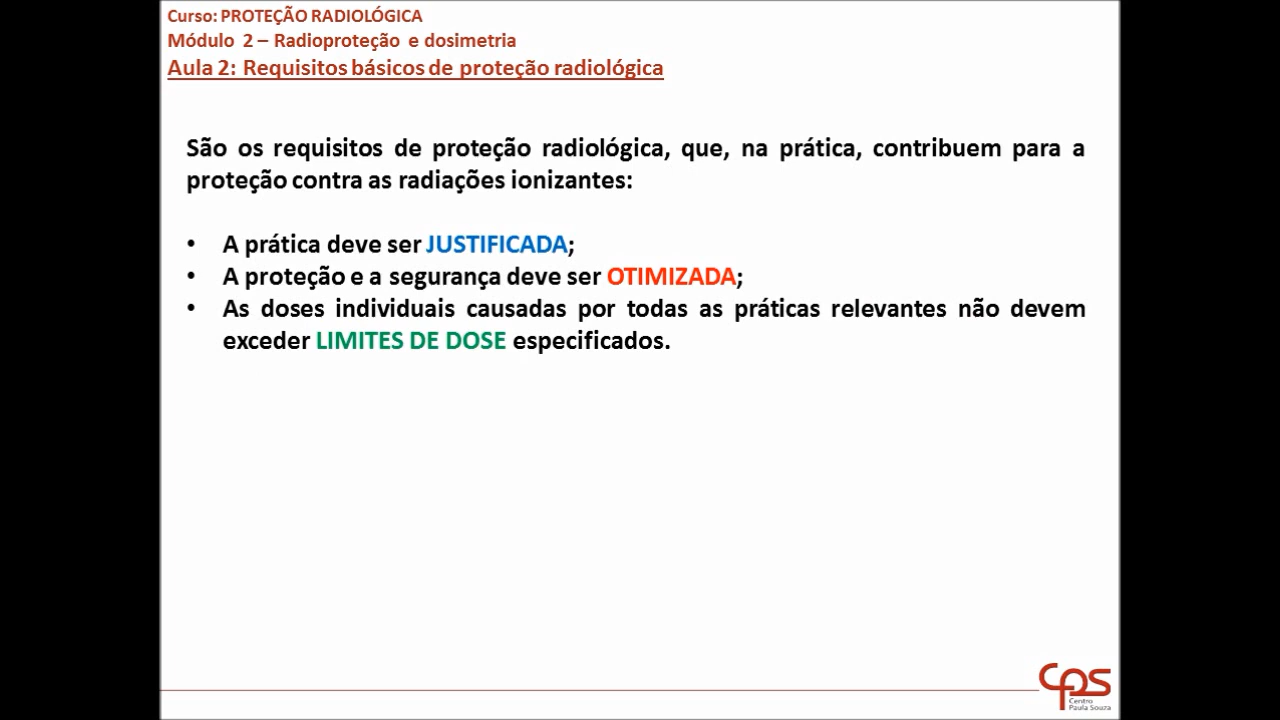 Curso: PROTEÇÃO RADIOLÓGICA
Módulo 2 – Radioproteção e dosimetria
Aula 2: Requisitos básicos de proteção radiológica
São os requisitos de proteção radiológica, que, na prática, contribuem para a
proteção contra as radiações ionizantes:
• A prática deve ser JUSTIFICADA;
• A proteção e a segurança deve ser OTIMIZADA;
• As doses individuais causadas por todas as práticas relevantes não devem
exceder LIMITES DE DOSE especificados.
cps
Centro
Paula Souza